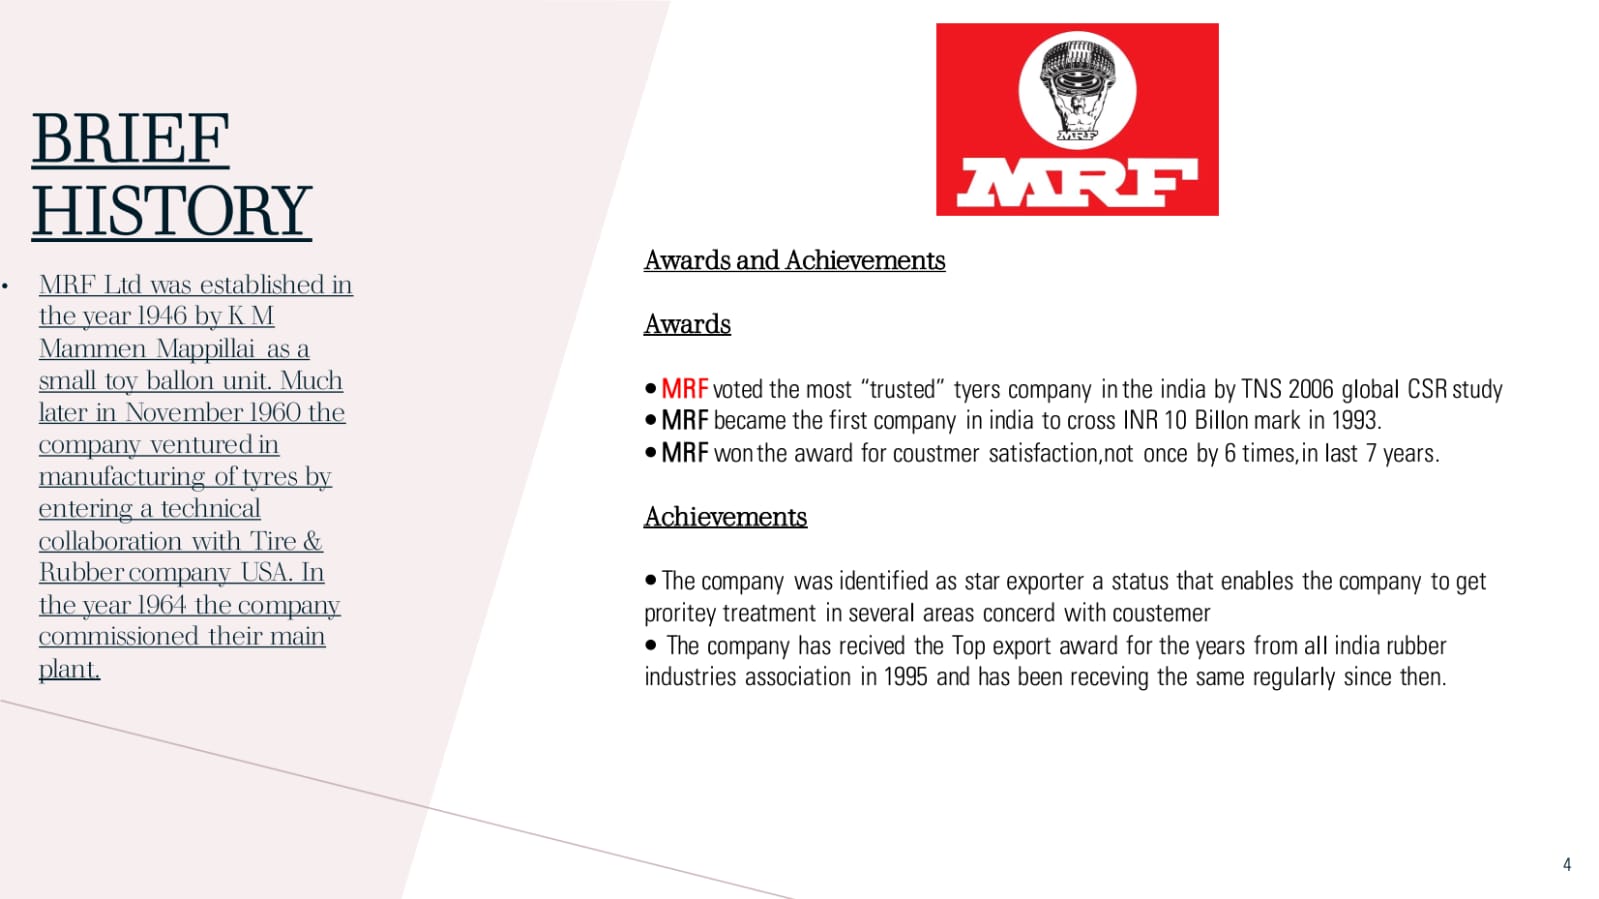 BRIEF
HISTORY
• MRF Ltd was established in
the year 1946 by K M
Mammen Mappillai as a
small toy ballon unit. Much
later in November 1960 the
company ventured in
manufacturing of tyres by
entering a technical
collaboration with Tire &
Rubber company USA. In
the year 1964 the company
commissioned their main
plant.
MRF
MRF
Awards and Achievements
Awards
• MRF voted the most “trusted” tyers company in the india by TNS 2006 global CSR study
• MRF became the first company in india to cross INR 10 Billon mark in 1993.
• MRF won the award for coustmer satisfaction,not once by 6 times,in last 7 years.
Achievements
• The company was identified as star exporter a status that enables the company to get
proritey treatment in several areas concerd with coustemer
• The company has recived the Top export award for the years from all india rubber
industries association in 1995 and has been receving the same regularly since then.
4